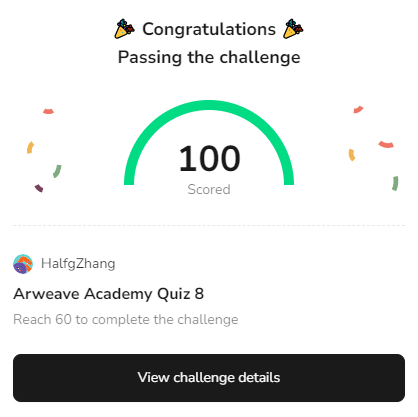 🎉 Congratulations 🎉
Passing the challenge
100
Scored
HalfgZhang
Arweave Academy Quiz 8
Reach 60 to complete the challenge
View challenge details